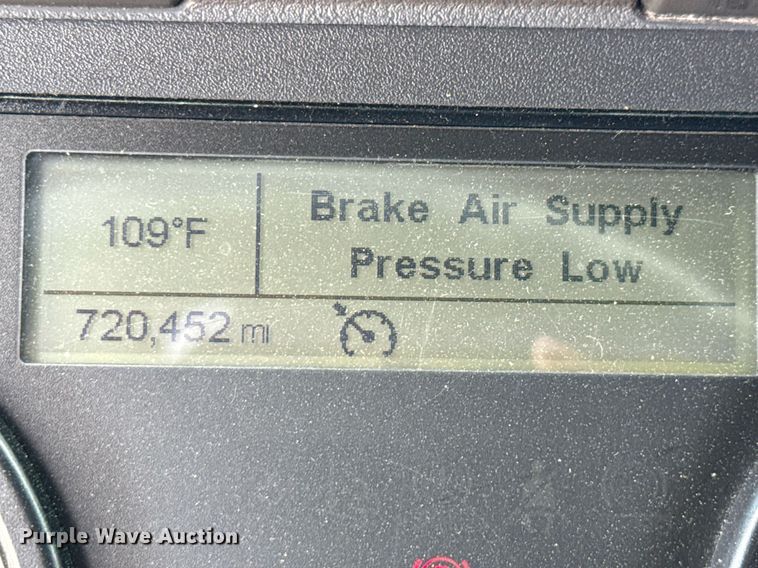 109°F
Brake Air Supply
Pressure Low
720,452 mi
Purple Wave Auction